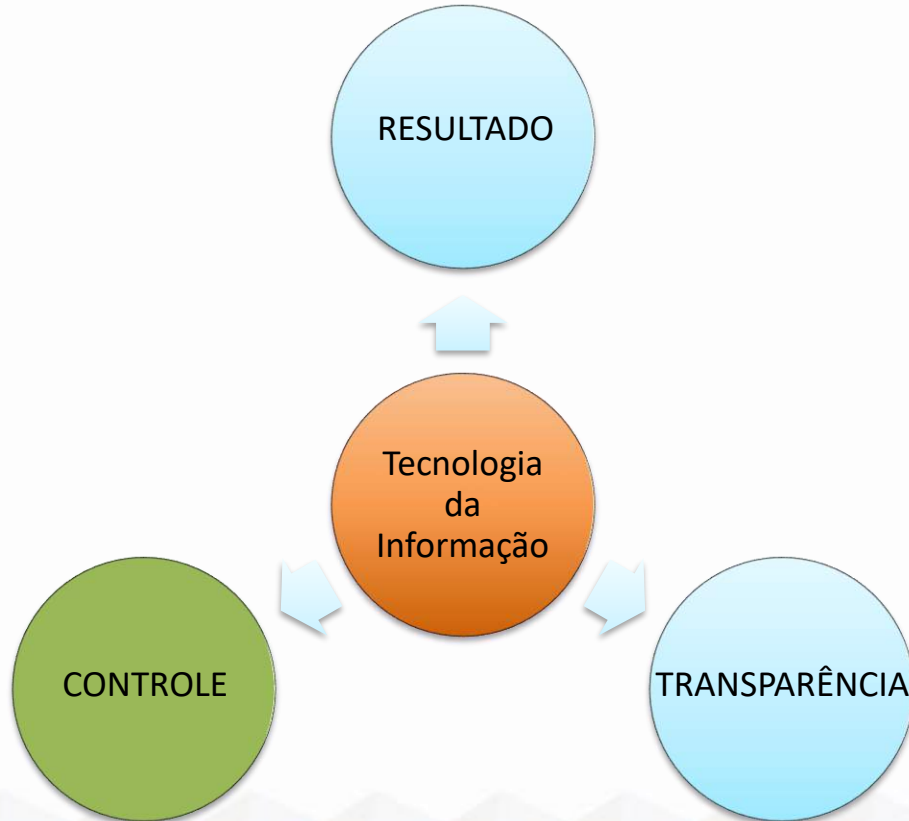 RESULTADO
Tecnologia
da
Informação
CONTROLE
TRANSPARÊNCIA